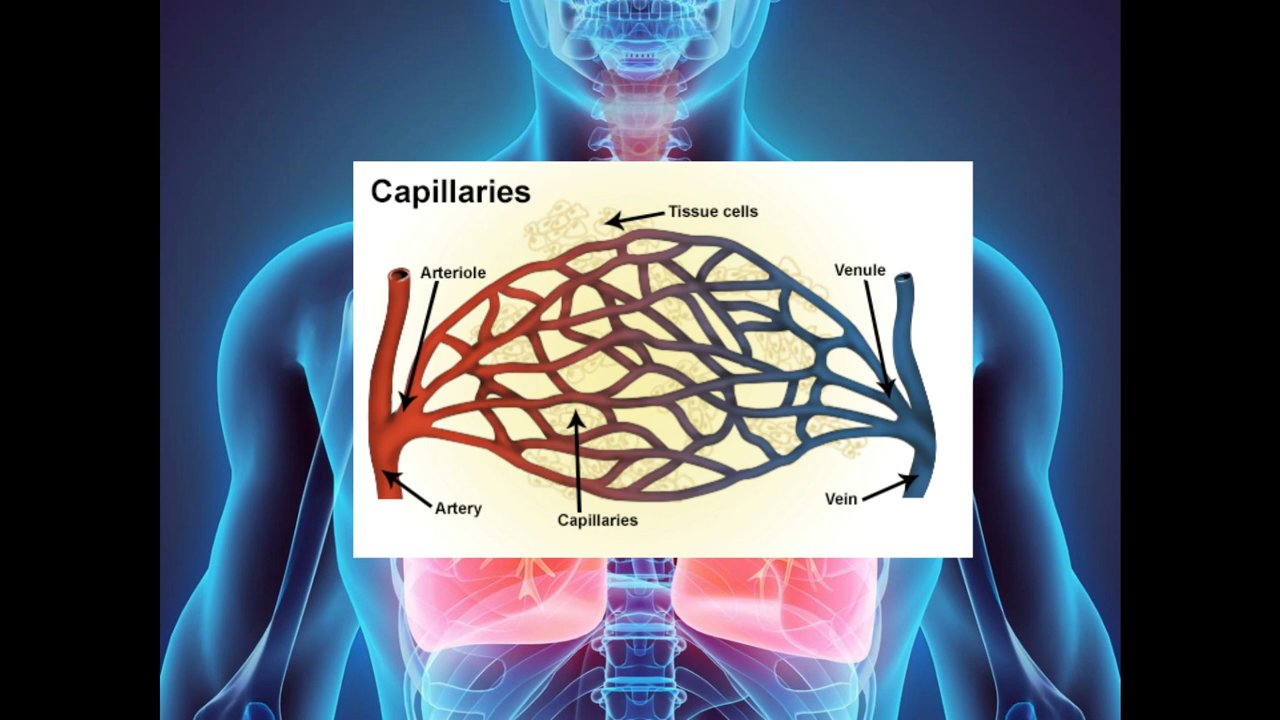 Capillaries
Tissue cells
Arteriole
Venule
Artery
Capillaries
Vein